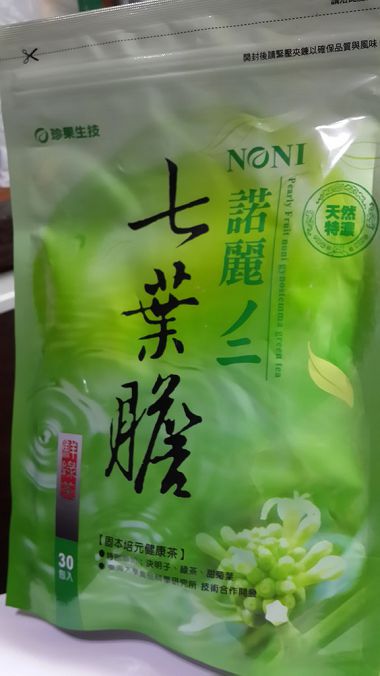 開封後請緊壓夾鏈以確保品質與風味
珍果生技
NONI
諾麗ノニ
Pearly Fruit noni gynostemma green tea
天然
特濃
七葉膽
30
包入
【固本培元健康茶】
決明子、綠茶、甜菊葉
技術合作開發